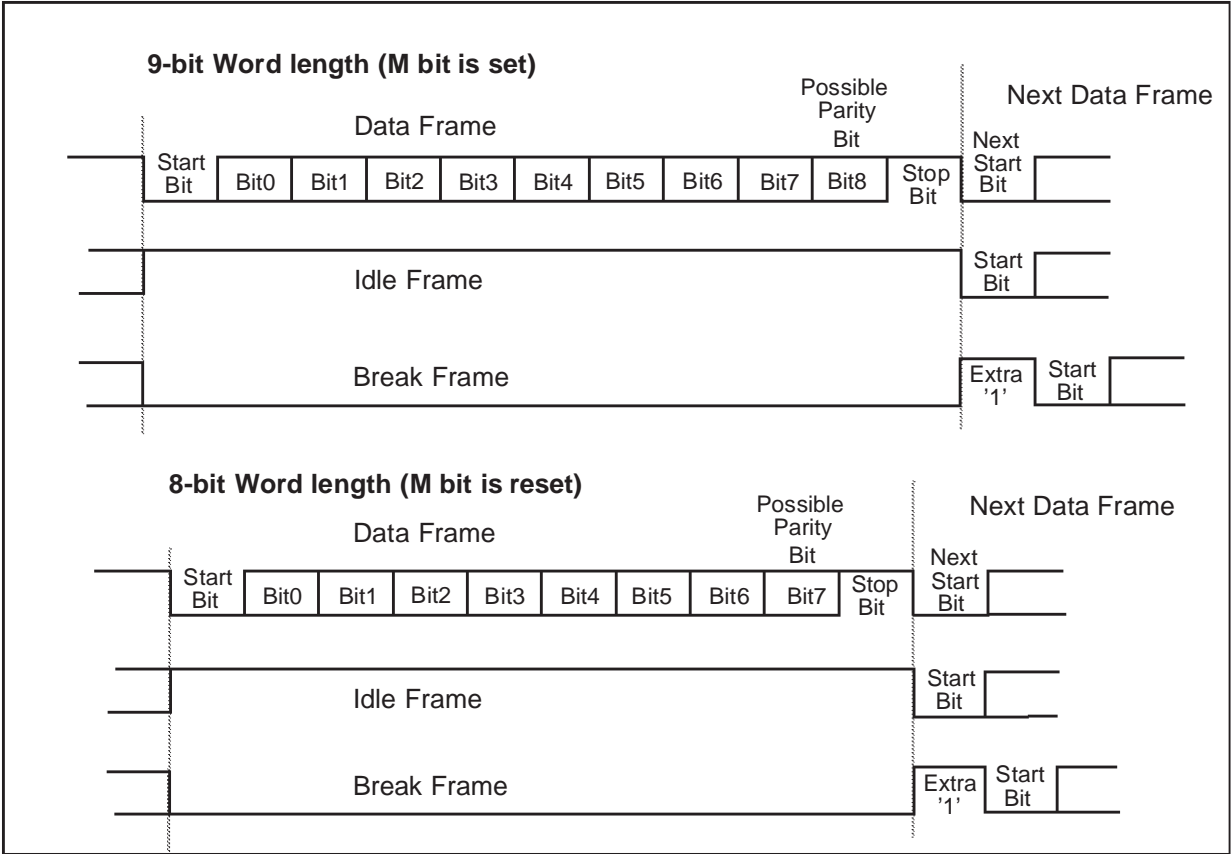 9-bit Word length (M bit is set)
Possible
Parity
Bit
Next Data Frame
Data Frame
Next
Start
Bit
Start
Bit
Bit0
Bit1
Bit2
Bit3
Bit4
Bit5
Bit6
Bit7
Bit8
Stop
Bit
Idle Frame
Start
Bit
Break Frame
Extra
’1’
Start
Bit
8-bit Word length (M bit is reset)
Possible
Parity
Bit
Next Data Frame
Data Frame
Next
Start
Bit
Start
Bit
Bit0
Bit1
Bit2
Bit3
Bit4
Bit5
Bit6
Bit7
Stop
Bit
Idle Frame
Start
Bit
Break Frame
Extra
’1’
Start
Bit